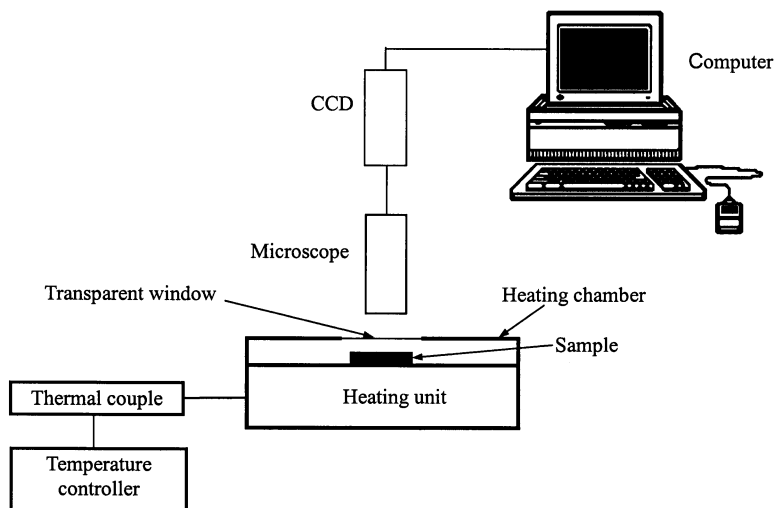 Computer
CCD
Microscope
Transparent window
Heating chamber
Sample
Thermal couple
Heating unit
Temperature
controller